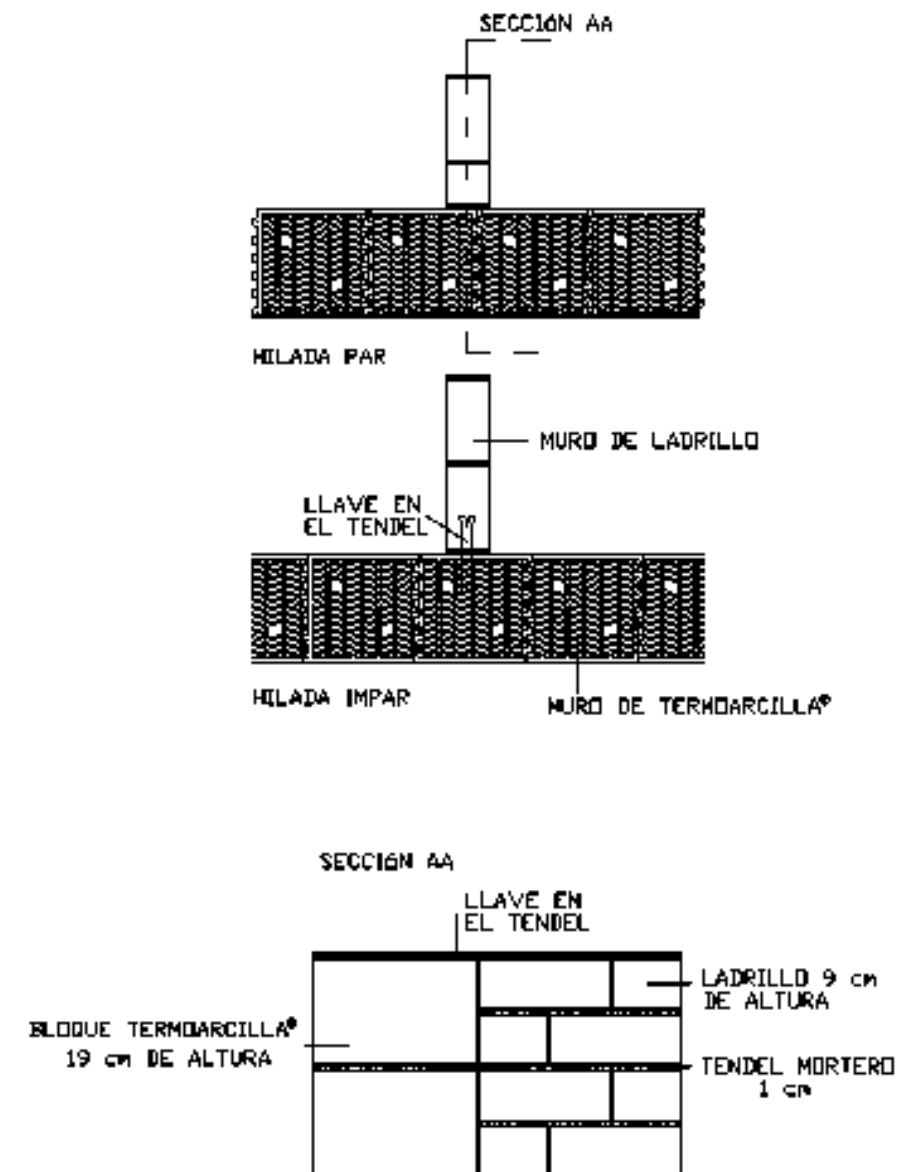 SECCIÓN AA
HILADA PAR
MURO DE LADRILLO
LLAVE EN
EL TENDEL
HILADA IMPAR
MURO DE TERMOARCILLA®
SECCIÓN AA
LLAVE EN
EL TENDEL
LADRILLO 9 cm
DE ALTURA
BLOQUE TERMOARCILLA®
19 cm DE ALTURA
TENDEL MORTERO
1 cm